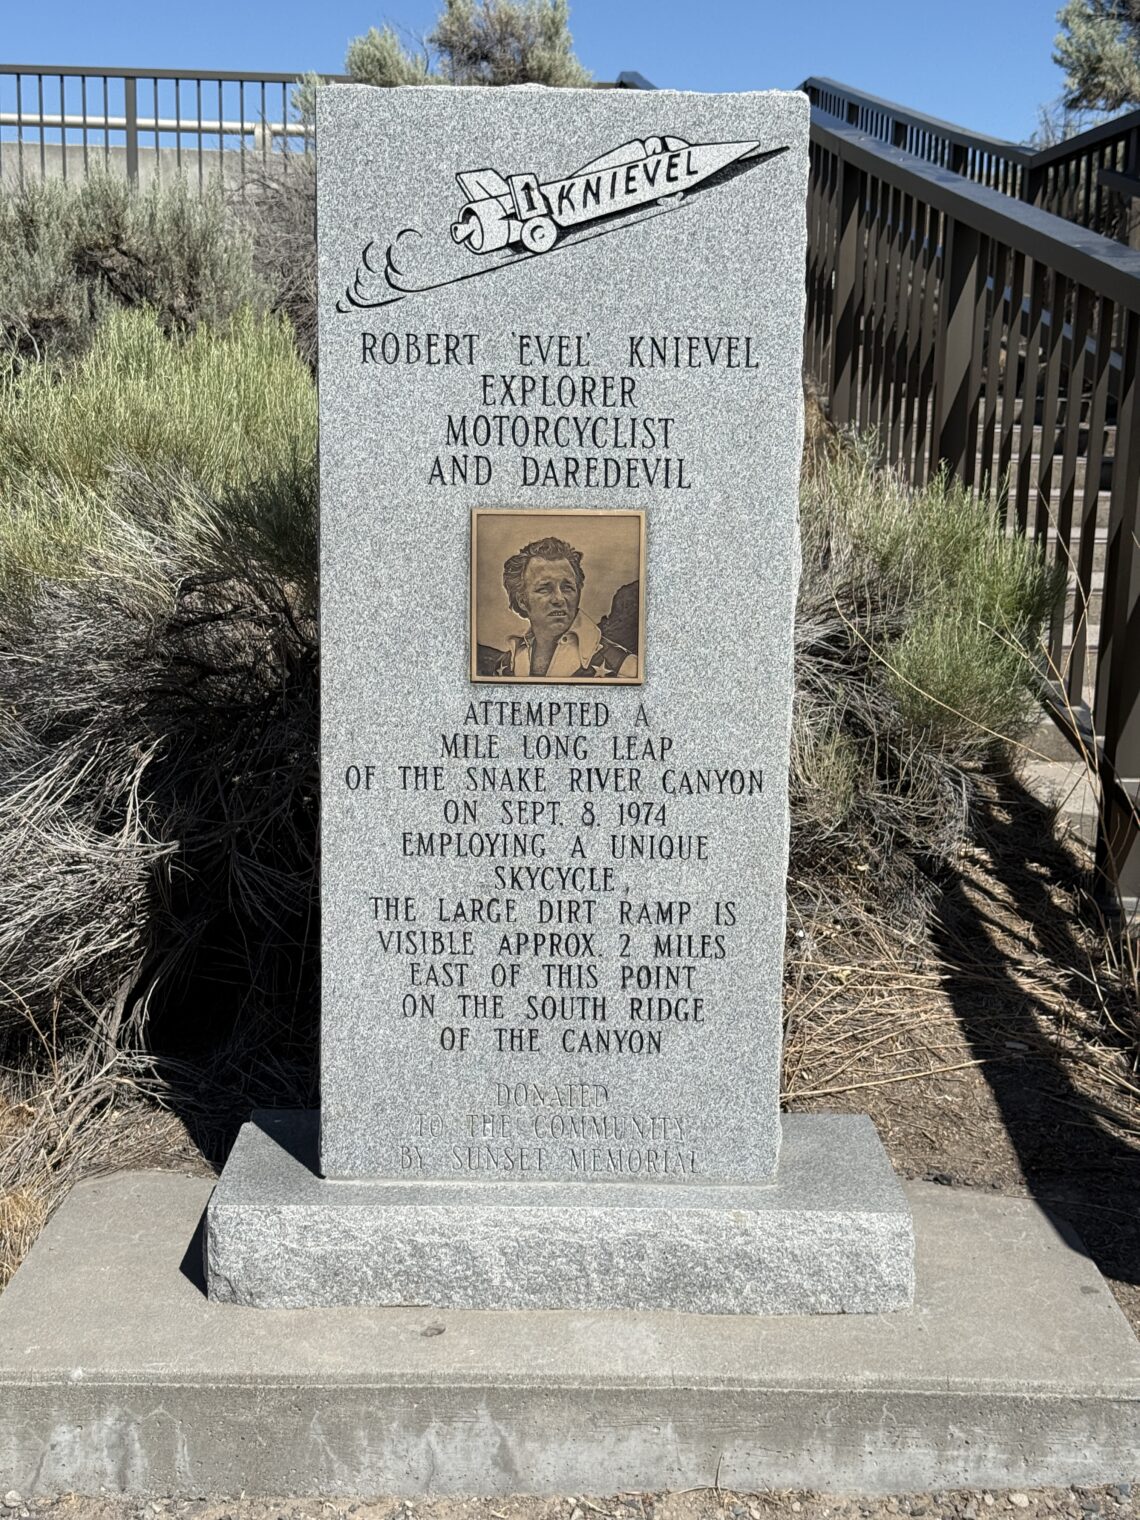 KNIEVEL
ROBERT 'EVEL' KNIEVEL
EXPLORER
MOTORCYCLIST
AND DAREDEVIL
ATTEMPTED A
MILE LONG LEAP
OF THE SNAKE RIVER CANYON
ON SEPT. 8. 1974
EMPLOYING A UNIQUE
SKYCYCLE,
THE LARGE DIRT RAMP IS
VISIBLE APPROX. 2 MILES
EAST OF THIS POINT
ON THE SOUTH RIDGE
OF THE CANYON
DONATED
TO THE COMMUNITY
BY SUNSET MEMORIAL